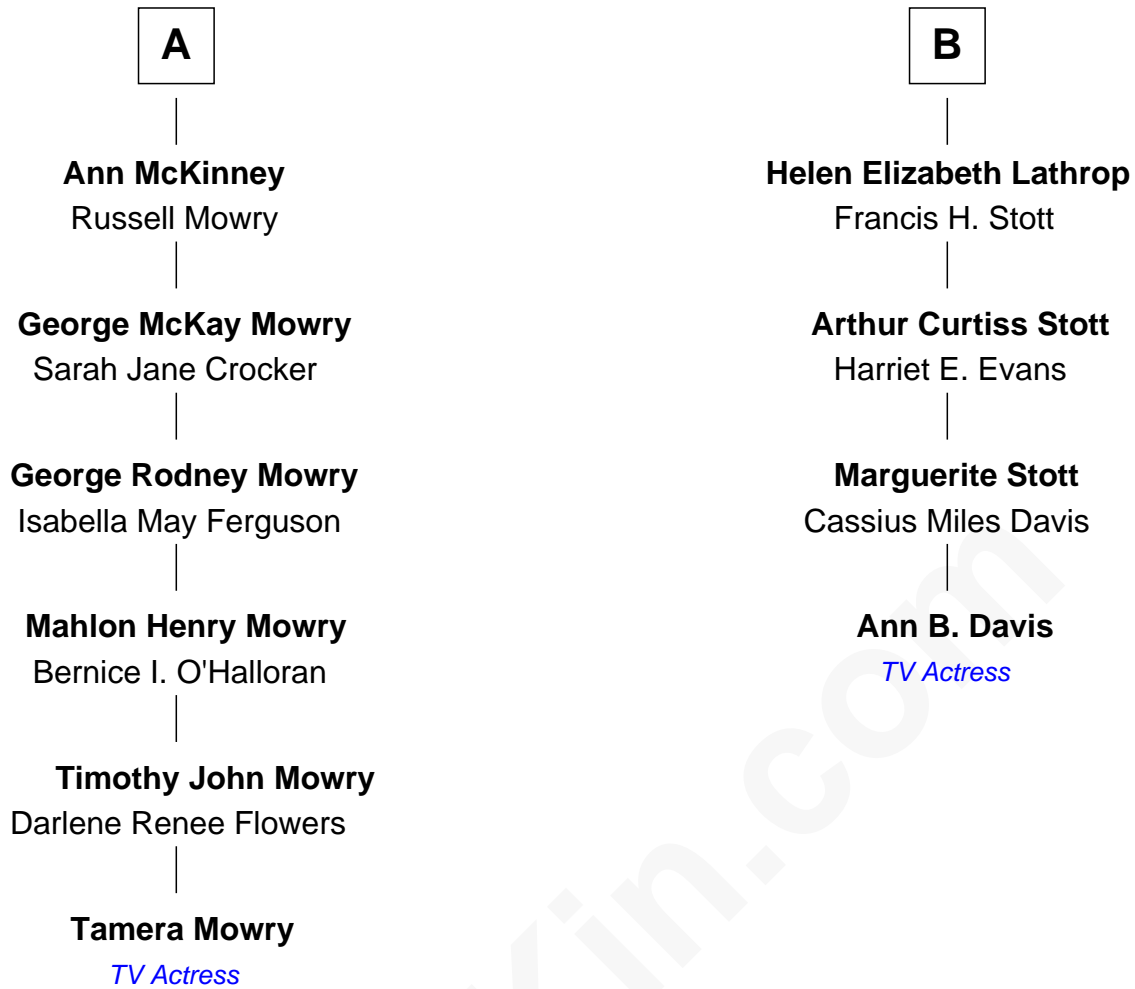 A
Ann McKinney
Russell Mowry
George McKay Mowry
Sarah Jane Crocker
George Rodney Mowry
Isabella May Ferguson
Mahlon Henry Mowry
Bernice I. O'Halloran
Timothy John Mowry
Darlene Renee Flowers
Tamera Mowry
TV Actress
B
Helen Elizabeth Lathrop
Francis H. Stott
Arthur Curtiss Stott
Harriet E. Evans
Marguerite Stott
Cassius Miles Davis
Ann B. Davis
TV Actress
Kin.com